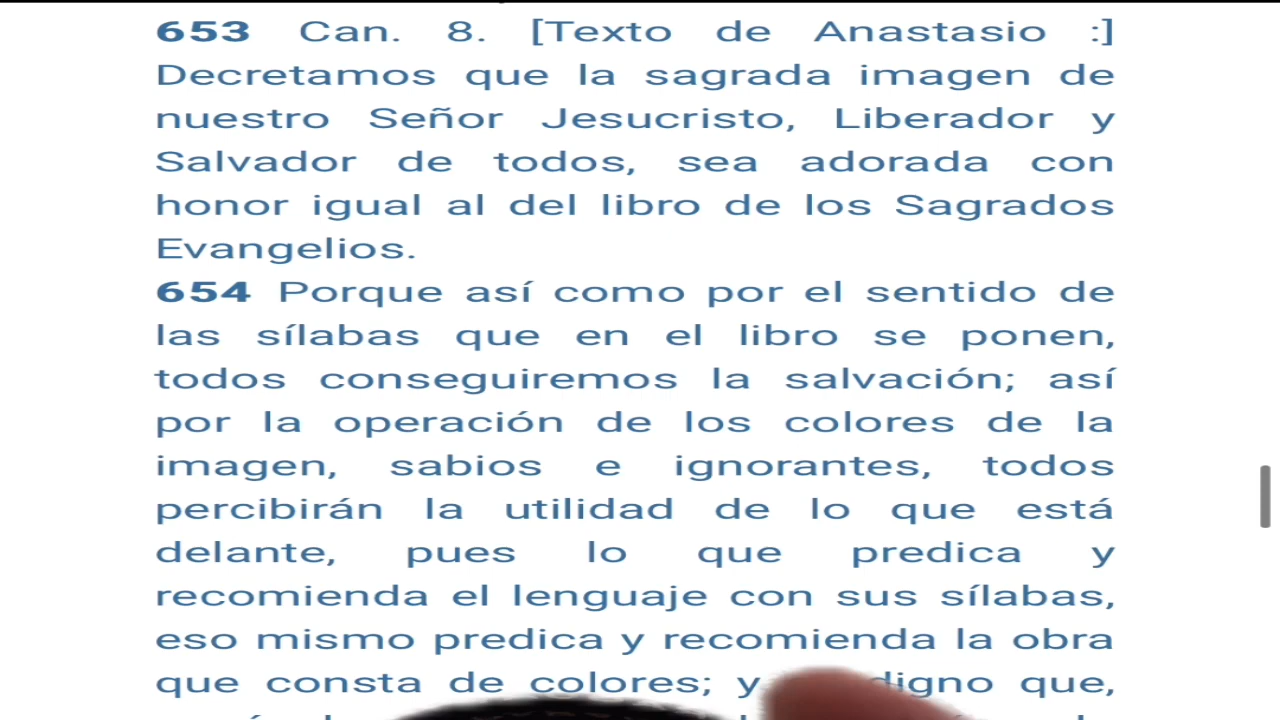 653 Can. 8. [Texto de Anastasio :]
Decretamos que la sagrada imagen de
nuestro Señor Jesucristo, Liberador y
Salvador de todos, sea adorada con
honor igual al del libro de los Sagrados
Evangelios.
654 Porque así como por el sentido de
las sílabas que en el libro se ponen,
todos conseguiremos la salvación; así
por la operación de los colores de la
imagen, sabios e ignorantes, todos
percibirán la utilidad de lo que está
delante, pues lo que predica y
recomienda el lenguaje con sus sílabas,
eso mismo predica y recomienda la obra
que consta de colores; y digno que,